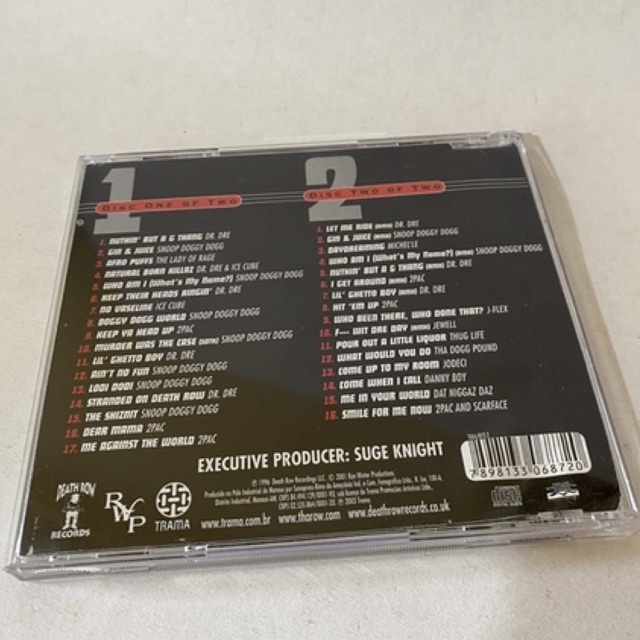 1
DISC ONE OF TWO
1. NUTHIN' BUT A G THANG DR. DRE
2. GIN & JUICE SNOOP DOGGY DOGG
3. AFRO PUFFS THE LADY OF RAGE
4. NATURAL BORN KILLAZ DR. DRE & ICE CUBE
5. WHO AM I (What's My Name?) SNOOP DOGGY DOGG
6. KEEP THEIR HEADS RINGIN' DR. DRE
7. NO VASELINE ICE CUBE
8. DOGGY DOGG WORLD SNOOP DOGGY DOGG
9. KEEP YA HEAD UP 2PAC
10. MURDER WAS THE CASE (REMIX) SNOOP DOGGY DOGG
11. LIL' GHETTO BOY DR. DRE
12. AIN'T NO FUN SNOOP DOGGY DOGG
13. LODI DODI SNOOP DOGGY DOGG
14. STRANDED ON DEATH ROW DR. DRE
15. THE SHIZNIT SNOOP DOGGY DOGG
16. DEAR MAMA 2PAC
17. ME AGAINST THE WORLD 2PAC
2
DISC TWO OF TWO
1. LET ME RIDE (REMIX) DR. DRE
2. GIN & JUICE (REMIX) SNOOP DOGGY DOGG
3. DAYDREAMING MICHEL'LE
4. WHO AM I (What's My Name?) (REMIX) SNOOP DOGGY DOGG
5. NUTHIN' BUT A G THANG (REMIX) DR. DRE
6. I GET AROUND (REMIX) 2PAC
7. LIL' GHETTO BOY (REMIX) DR. DRE
8. HIT 'EM UP 2PAC
9. WHO BEEN THERE, WHO DONE THAT? J-FLEX
10. F--- WIT DRE DAY (REMIX) JEWELL
11. POUR OUT A LITTLE LIQUOR THUG LIFE
12. WHAT WOULD YOU DO THA DOGG POUND
13. COME UP TO MY ROOM JODECI
14. COME WHEN I CALL DANNY BOY
15. ME IN YOUR WORLD DAT NIGGAZ DAZ
16. SMILE FOR ME NOW 2PAC AND SCARFACE
EXECUTIVE PRODUCER: SUGE KNIGHT
DEATH ROW
RECORDS
RWP
TRAMA
℗ 1996 Death Row Records LLC. © 2001 Ron Winter Productions.
www.trama.com.br www.tharow.com www.deathrowrecords.co.uk
7 898133 068720